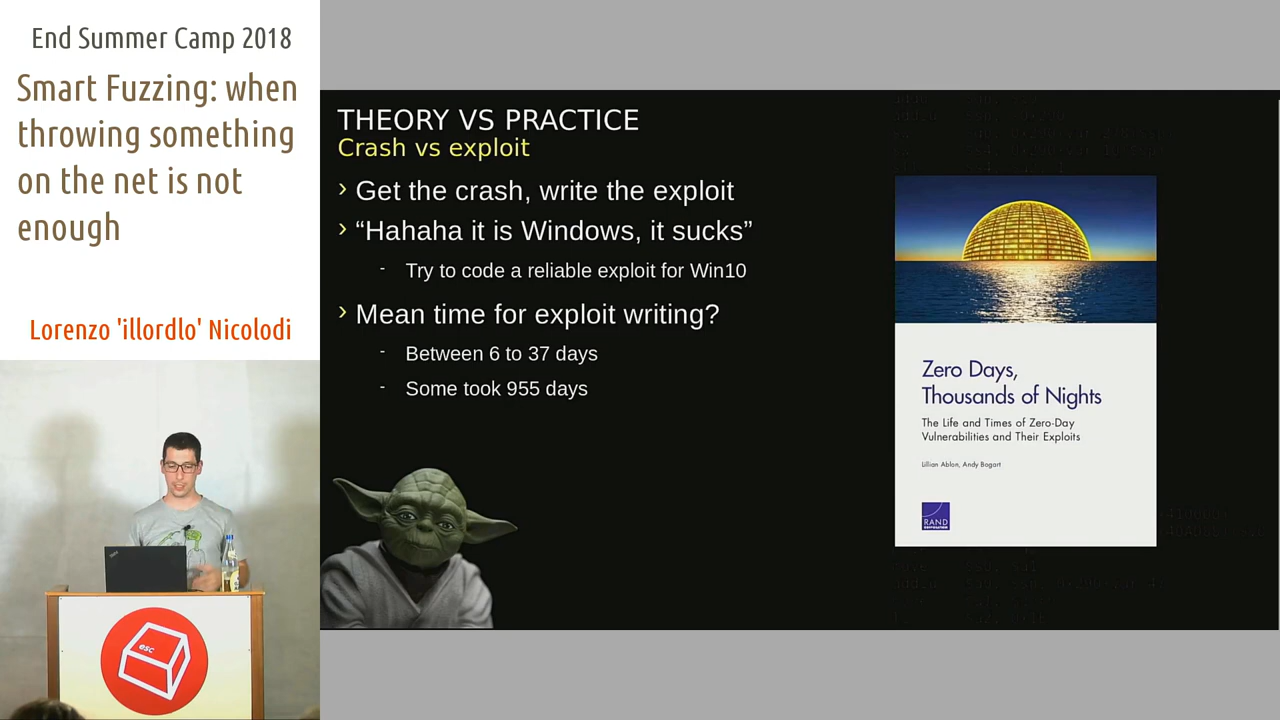 End Summer Camp 2018
Smart Fuzzing: when
throwing something
on the net is not
enough
Lorenzo 'illordlo' Nicolodi
esc
THEORY VS PRACTICE
Crash vs exploit
› Get the crash, write the exploit
› “Hahaha it is Windows, it sucks”
- Try to code a reliable exploit for Win10
› Mean time for exploit writing?
- Between 6 to 37 days
- Some took 955 days
Zero Days,
Thousands of Nights
The Life and Times of Zero-Day
Vulnerabilities and Their Exploits
Lillian Ablon, Andy Bogart
RAND
CORPORATION